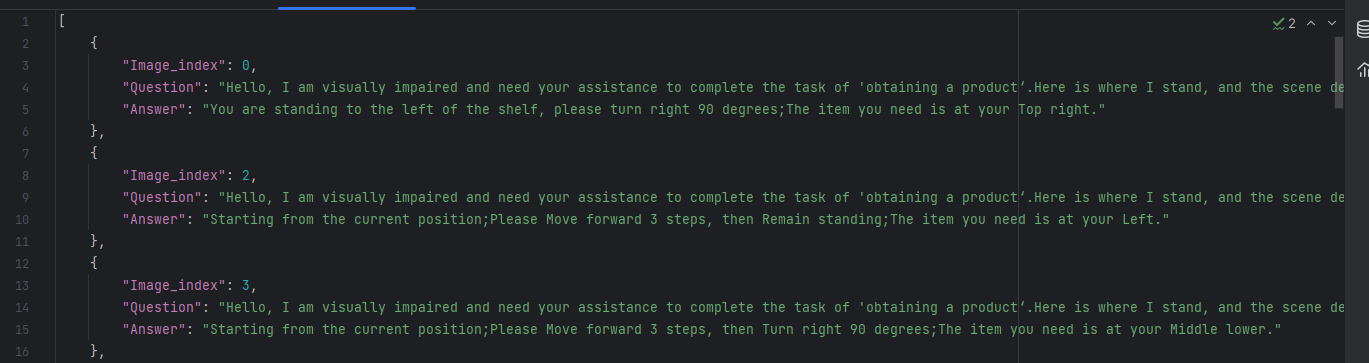 2
1 [
2 {
3 "Image_index": 0,
4 "Question": "Hello, I am visually impaired and need your assistance to complete the task of 'obtaining a product‘.Here is where I stand, and the scene de
5 "Answer": "You are standing to the left of the shelf, please turn right 90 degrees;The item you need is at your Top right."
6 },
7 {
8 "Image_index": 2,
9 "Question": "Hello, I am visually impaired and need your assistance to complete the task of 'obtaining a product‘.Here is where I stand, and the scene de
10 "Answer": "Starting from the current position;Please Move forward 3 steps, then Remain standing;The item you need is at your Left."
11 },
12 {
13 "Image_index": 3,
14 "Question": "Hello, I am visually impaired and need your assistance to complete the task of 'obtaining a product‘.Here is where I stand, and the scene de
15 "Answer": "Starting from the current position;Please Move forward 3 steps, then Turn right 90 degrees;The item you need is at your Middle lower."
16 },